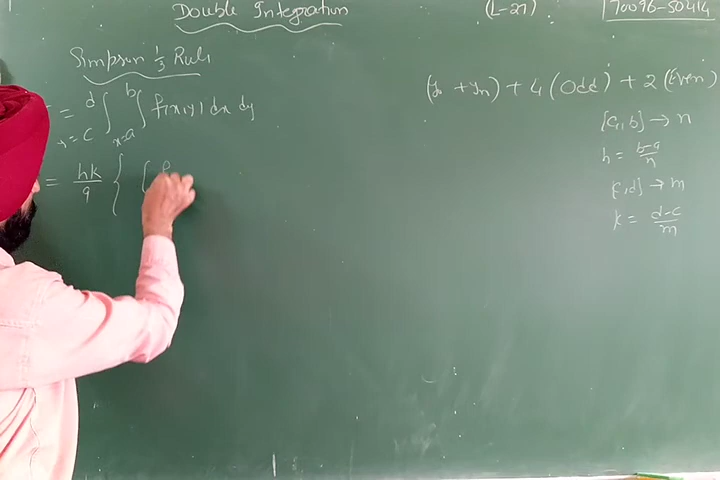 Double Integration (L-27) 70096-50414
Simpson 1/3 Rule
= d∫ b∫ f(x,y) dx dy
y=c x=a
= hk/9 { [
(y₀ + yₙ) + 4 (Odd) + 2 (Even)
[a, b] → n
h = b-a/n
[c, d] → m
k = d-c/m